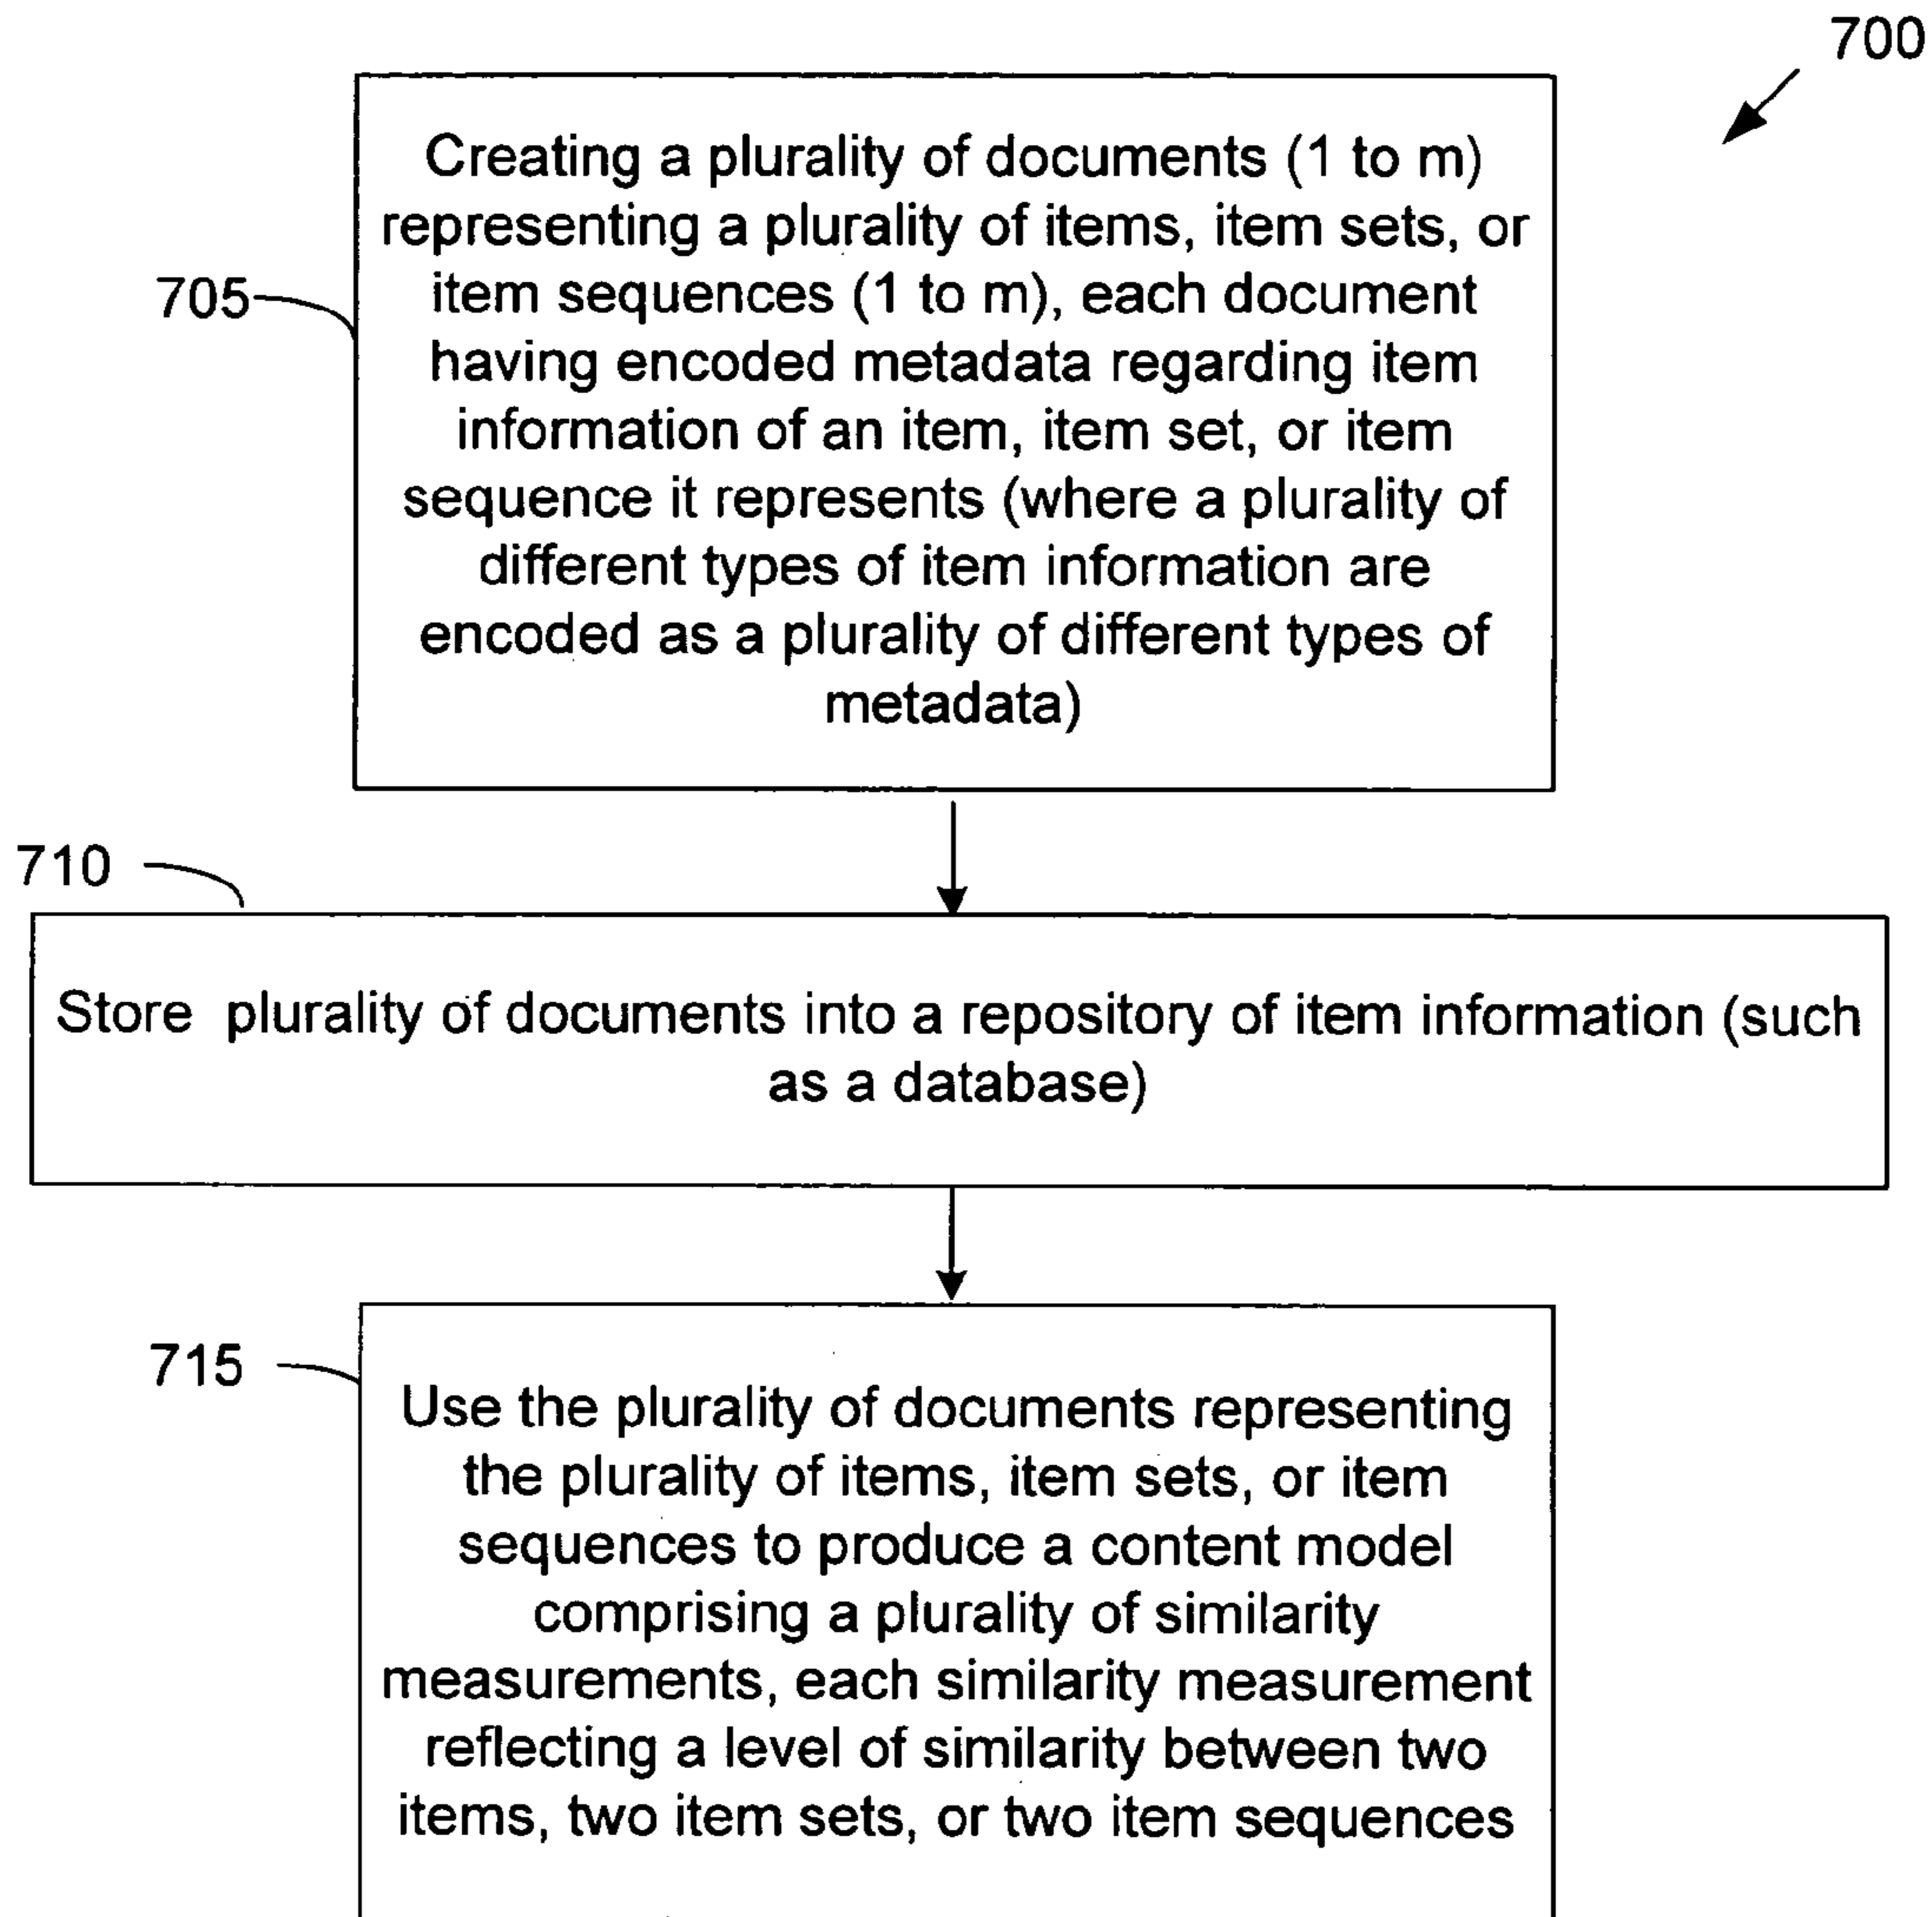 700
Creating a plurality of documents (1 to m)
representing a plurality of items, item sets, or
item sequences (1 to m), each document
having encoded metadata regarding item
information of an item, item set, or item
sequence it represents (where a plurality of
different types of item information are
encoded as a plurality of different types of
metadata)
705
710
Store plurality of documents into a repository of item information (such
as a database)
715
Use the plurality of documents representing
the plurality of items, item sets, or item
sequences to produce a content model
comprising a plurality of similarity
measurements, each similarity measurement
reflecting a level of similarity between two
items, two item sets, or two item sequences